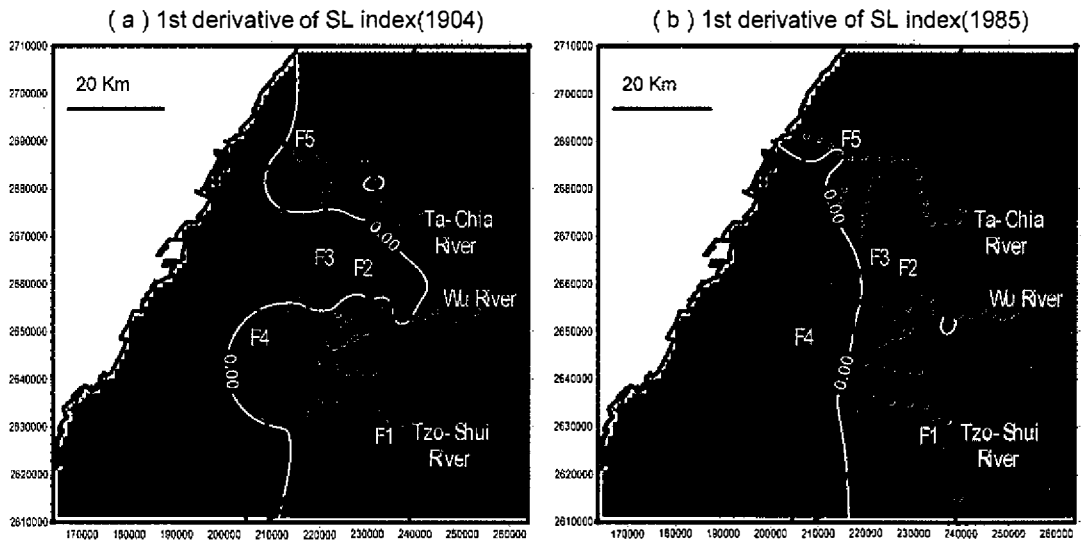 ( a ) 1st derivative of SL index(1904)
2710000
2700000
2690000
2680000
2670000
2660000
2650000
2640000
2630000
2620000
2610000
20 Km
F5
0.00
Ta-Chia
River
F3
F2
Wu River
F4
0.00
F1
Tzo-Shui
River
170000 180000 190000 200000 210000 220000 230000 240000 250000 260000
( b ) 1st derivative of SL index(1985)
2710000
2700000
2690000
2680000
2670000
2660000
2650000
2640000
2630000
2620000
2610000
20 Km
F5
0.00
Ta-Chia
River
F3
F2
Wu River
F4
0.00
F1
Tzo-Shui
River
170000 180000 190000 200000 210000 220000 230000 240000 250000 260000